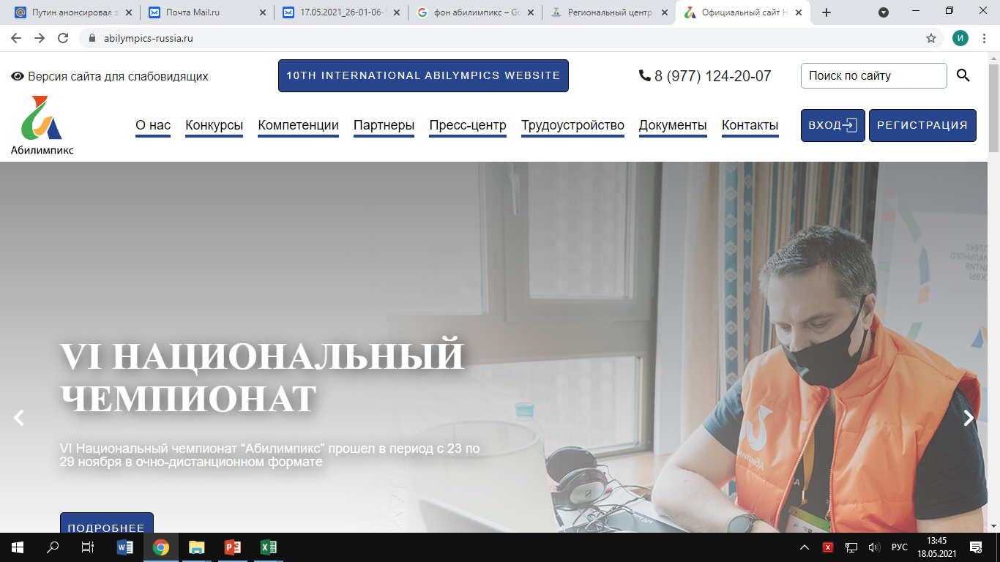 Путин анонсировал з
Почта Mail.ru
17.05.2021_26-01-06-
фон абилимпикс – Go
Региональный центр
Официальный сайт Н
abilympics-russia.ru
И
Версия сайта для слабовидящих
10TH INTERNATIONAL ABILYMPICS WEBSITE
8 (977) 124-20-07
Поиск по сайту
Абилимпикс
О нас Конкурсы Компетенции Партнеры Пресс-центр Трудоустройство Документы Контакты
ВХОД
РЕГИСТРАЦИЯ
VI НАЦИОНАЛЬНЫЙ
ЧЕМПИОНАТ
VI Национальный чемпионат “Абилимпикс” прошел в период с 23 по
29 ноября в очно-дистанционном формате
ПОДРОБНЕЕ
РУС
13:45
18.05.2021